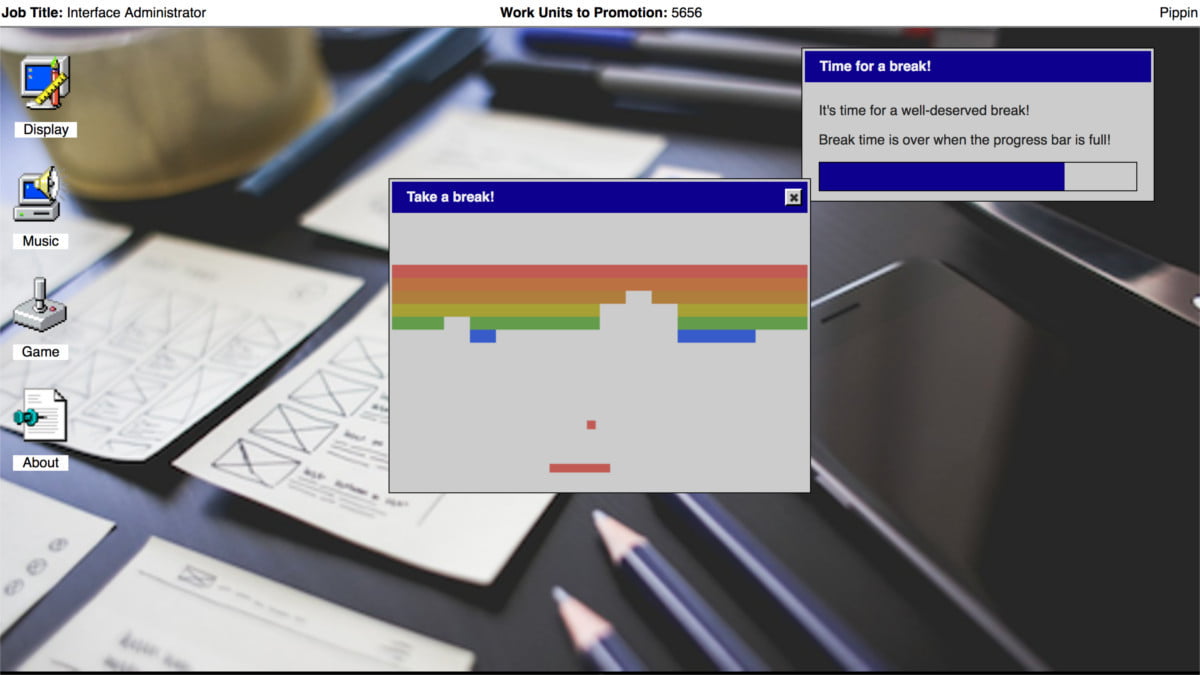 Job Title: Interface Administrator
Work Units to Promotion: 5656
Pippin
Display
Music
Game
About
Time for a break!
It's time for a well-deserved break!
Break time is over when the progress bar is full!
Take a break!